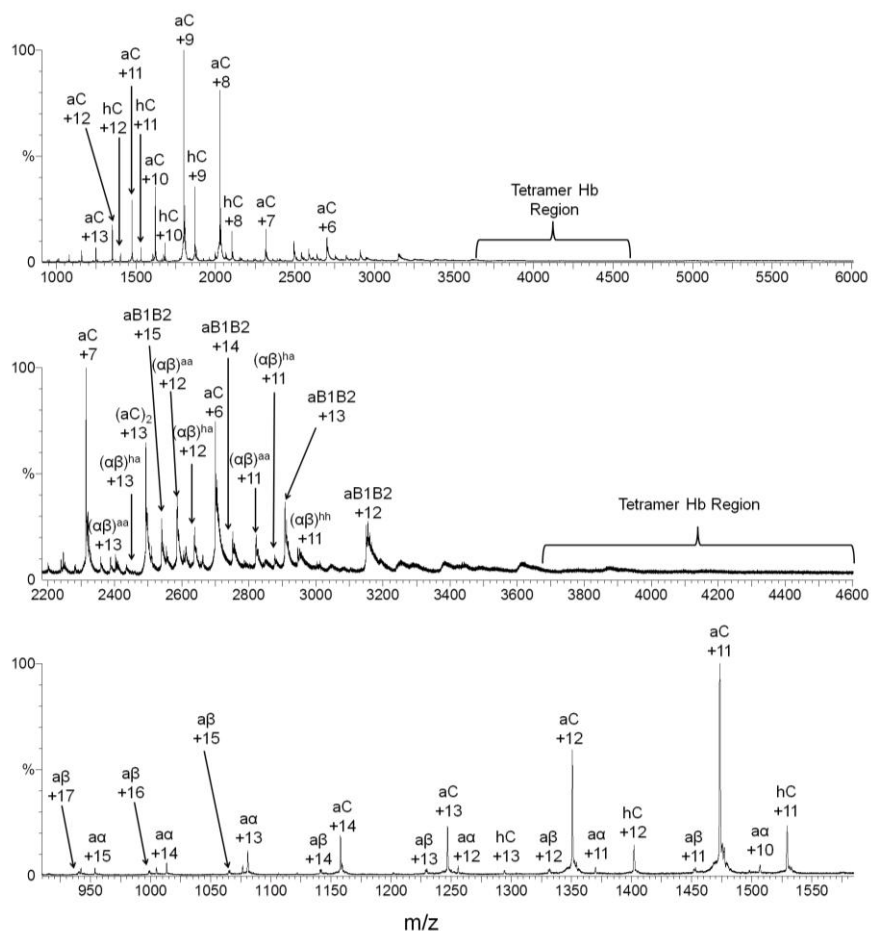 aC
+9
aC
+11
aC
+8
100
aC
+12
hC
+12
hC
+11
aC
+10
hC
+9
%
aC
+13
hC
+10
hC
+8
aC
+7
aC
+6
Tetramer Hb
Region
0
1000 1500 2000 2500 3000 3500 4000 4500 5000 5500 6000
aB1B2
+15
aB1B2
+14
aC
+7
(αβ)ᵃᵃ
+12
(αβ)ʰᵃ
+11
100
aB1B2
+13
(aC)₂
+13
aC
+6
(αβ)ʰᵃ
+12
(αβ)ʰᵃ
+13
(αβ)ᵃᵃ
+11
%
(αβ)ᵃᵃ
+13
(αβ)ʰʰ
+11
aB1B2
+12
Tetramer Hb Region
0
2200 2400 2600 2800 3000 3200 3400 3600 3800 4000 4200 4400 4600
aC
+11
100
aC
+12
aβ
+15
%
aβ
+17
aβ
+16
aα
+15
aα
+14
aα
+13
aβ
+14
aC
+14
aβ
+13
aC
+13
aα
+12
hC
+13
aβ
+12
aα
+11
hC
+12
aβ
+11
aα
+10
hC
+11
0
950 1000 1050 1100 1150 1200 1250 1300 1350 1400 1450 1500 1550
m/z